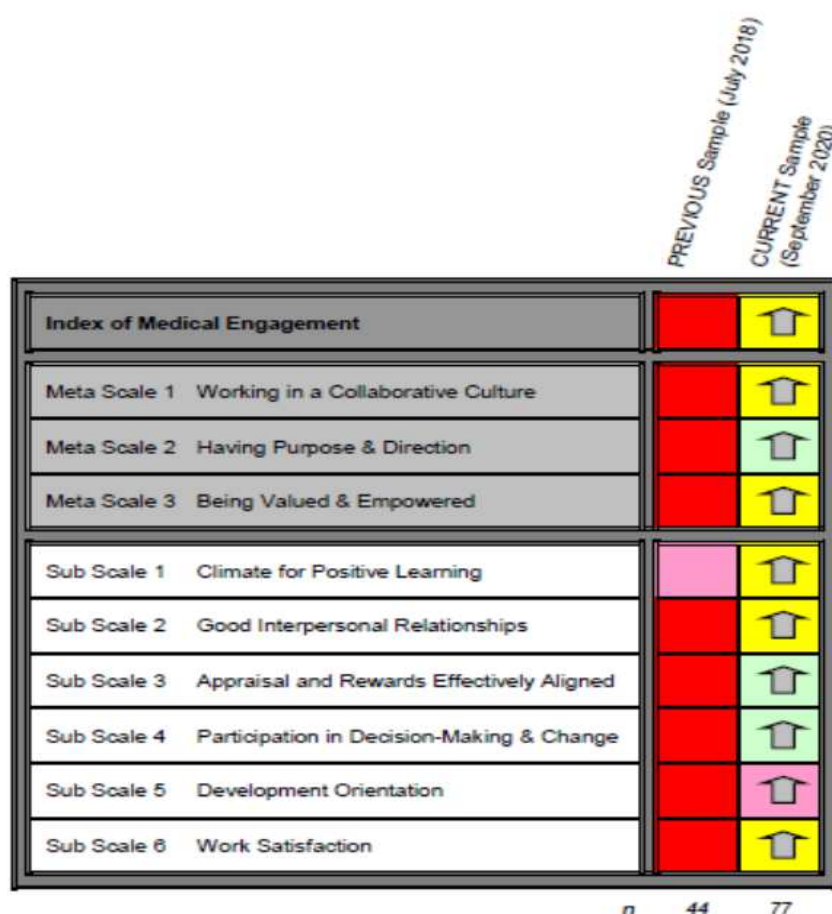 PREVIOUS Sample (July 2018)
CURRENT Sample
(September 2020)
Index of Medical Engagement
Meta Scale 1 Working in a Collaborative Culture
Meta Scale 2 Having Purpose & Direction
Meta Scale 3 Being Valued & Empowered
Sub Scale 1 Climate for Positive Learning
Sub Scale 2 Good Interpersonal Relationships
Sub Scale 3 Appraisal and Rewards Effectively Aligned
Sub Scale 4 Participation in Decision-Making & Change
Sub Scale 5 Development Orientation
Sub Scale 6 Work Satisfaction
n 44 77